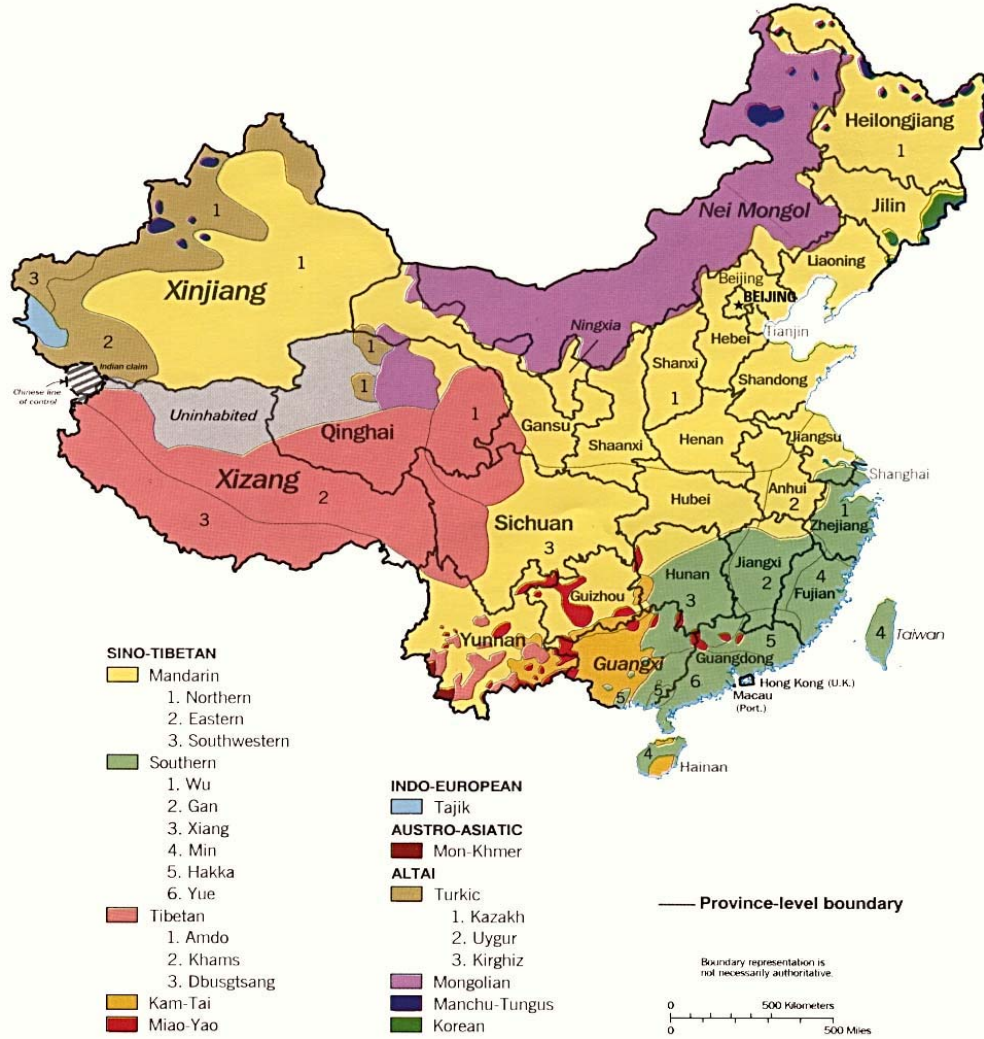 Heilongjiang
1
Jilin
Nei Mongol
Liaoning
Beijing
BEIJING
Tianjin
Hebei
Ningxia
Shanxi
1
Shandong
1
1
Xinjiang
3
2
Indian claim
Chinese line
of control
Uninhabited
1
1
1
Qinghai
Gansu
Shaanxi
Henan
Jiangsu
Shanghai
Anhui
2
Hubei
1
Zhejiang
Xizang
2
3
Sichuan
3
Guizhou
Hunan
3
Jiangxi
2
4
Fujian
Yunnan
Guangxi
Guangdong
5
6
5
5
4
Taiwan
Hong Kong (U.K.)
Macau
(Port.)
4
Hainan
SINO-TIBETAN
Mandarin
1. Northern
2. Eastern
3. Southwestern
Southern
1. Wu
2. Gan
3. Xiang
4. Min
5. Hakka
6. Yue
Tibetan
1. Amdo
2. Khams
3. Dbusgtsang
Kam-Tai
Miao-Yao
INDO-EUROPEAN
Tajik
AUSTRO-ASIATIC
Mon-Khmer
ALTAI
Turkic
1. Kazakh
2. Uygur
3. Kirghiz
Mongolian
Manchu-Tungus
Korean
Province-level boundary
Boundary representation is
not necessarily authoritative.
0 500 Kilometers
0 500 Miles